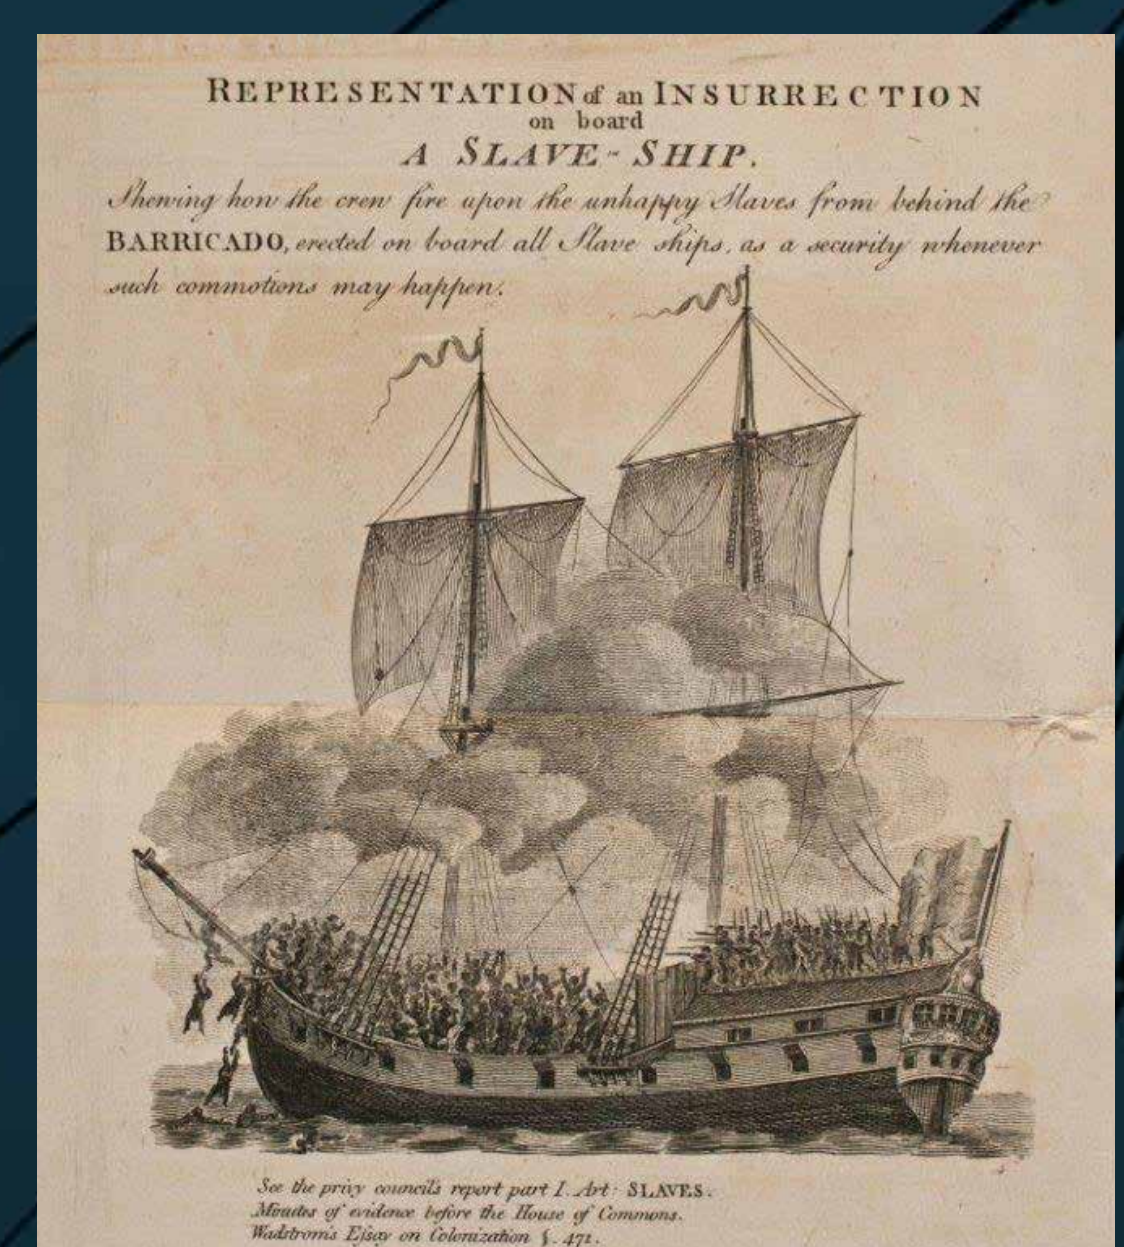 REPRESENTATION of an INSURRECTION
on board
A SLAVE-SHIP.
Shewing how the crew fire upon the unhappy Slaves from behind the
BARRICADO, erected on board all Slave ships, as a security whenever
such commotions may happen.
See the privy council's report part I. Art: SLAVES.
Minutes of evidence before the House of Commons.
Wadstrom's Essay on Colonization §. 471.